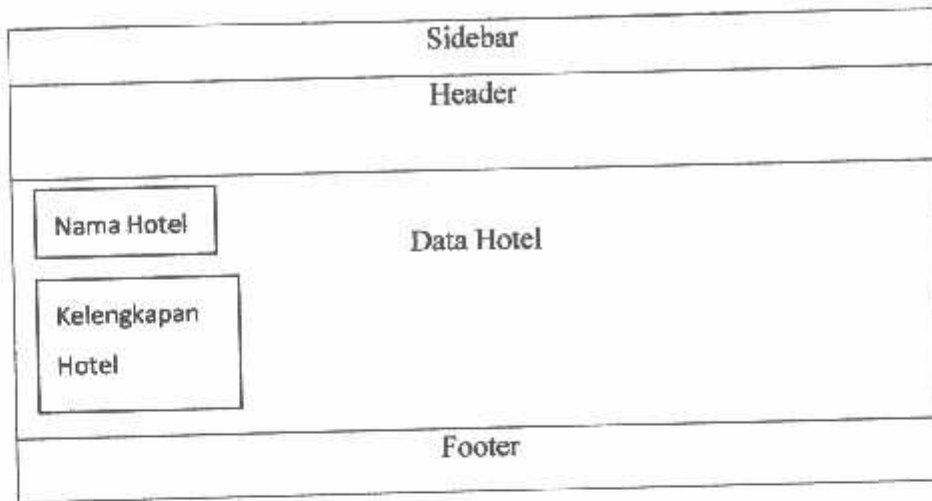 Sidebar
Header
Nama Hotel
Data Hotel
Kelengkapan
Hotel
Footer